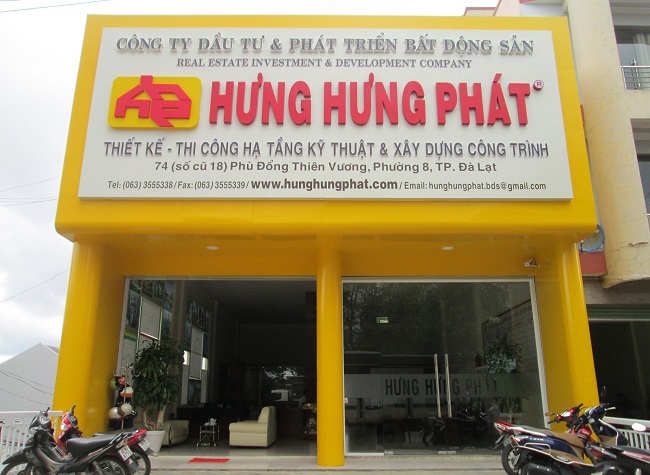 CÔNG TY ĐẦU TƯ & PHÁT TRIỂN BẤT ĐỘNG SẢN
REAL ESTATE INVESTMENT & DEVELOPMENT COMPANY
HƯNG HƯNG PHÁT®
THIẾT KẾ - THI CÔNG HẠ TẦNG KỸ THUẬT & XÂY DỰNG CÔNG TRÌNH
74 (số cũ 18) Phù Đổng Thiên Vương, Phường 8, TP. Đà Lạt
Tel: (063) 3555338 / Fax: (063) 3555339 / www.hunghungphat.com / Email: hunghungphat.bds@gmail.com
HƯNG HƯNG PHÁT